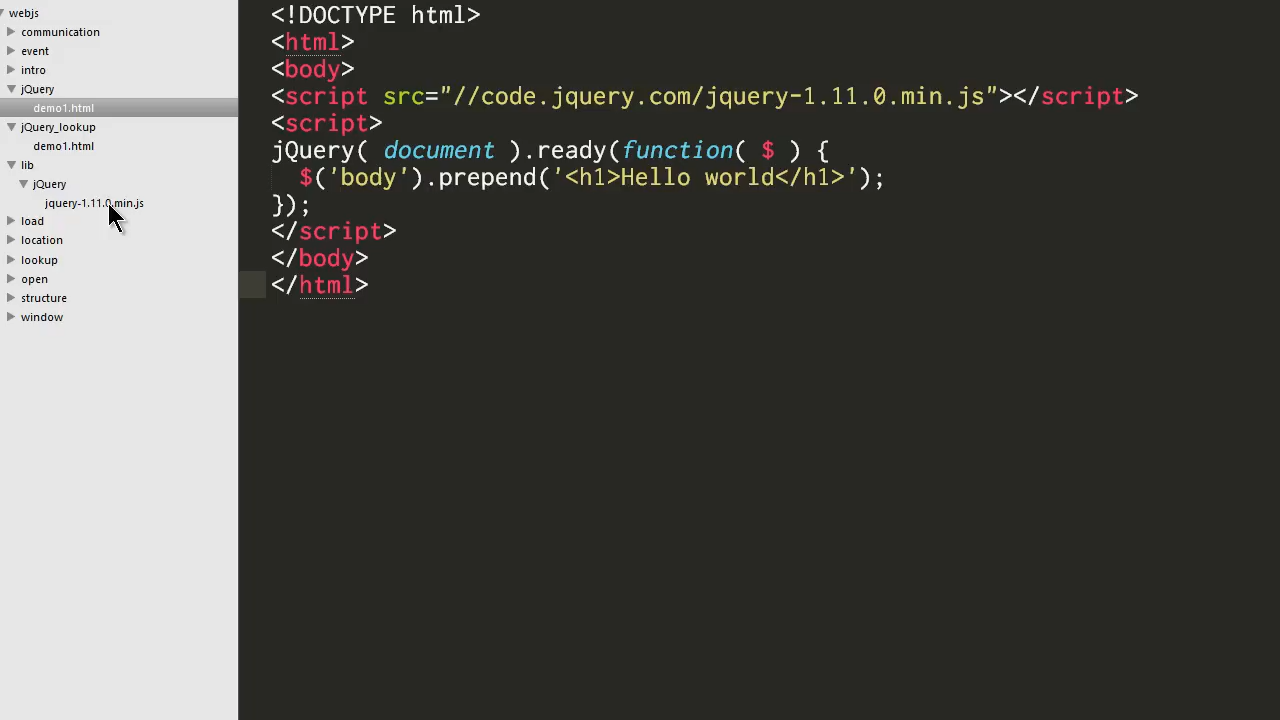 webjs
communication
event
intro
jQuery
demo1.html
jQuery_lookup
demo1.html
lib
jQuery
jquery-1.11.0.min.js
load
location
lookup
open
structure
window
<!DOCTYPE html>
<html>
<body>
<script src="//code.jquery.com/jquery-1.11.0.min.js"></script>
<script>
jQuery( document ).ready(function( $ ) {
  $('body').prepend('<h1>Hello world</h1>');
});
</script>
</body>
</html>